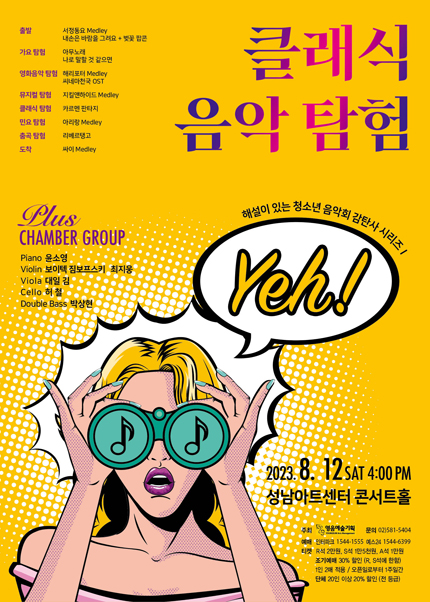 클래식
음악 탐험
출발 서정동요 Medley
내손은 바람을 그려요 + 벚꽃 팝콘
가요 탐험 아무노래
나로 말할 것 같으면
영화음악 탐험 해리포터 Medley
씨네마천국 OST
뮤지컬 탐험 지킬앤하이드 Medley
클래식 탐험 카르멘 판타지
민요 탐험 아리랑 Medley
춤곡 탐험 리베르탱고
도착 싸이 Medley
해설이 있는 청소년 음악회 감탄사 시리즈 I
Yeh!
Plus
CHAMBER GROUP
Piano 윤소영
Violin 보이텍 짐보프스키 최지웅
Viola 대일 김
Cello 허 철
Double Bass 박상현
2023. 8. 12 SAT 4:00 PM
성남아트센터 콘서트홀
주최 영음예술기획 문의 02)581-5404
예매 인터파크 1544-1555 예스24 1544-6399
티켓 R석 2만원, S석 1만5천원, A석 1만원
조기예매 30% 할인 (R, S석에 한함)
1인 2매 적용 / 오픈일로부터 1주일간
단체 20인 이상 20% 할인 (전 등급)